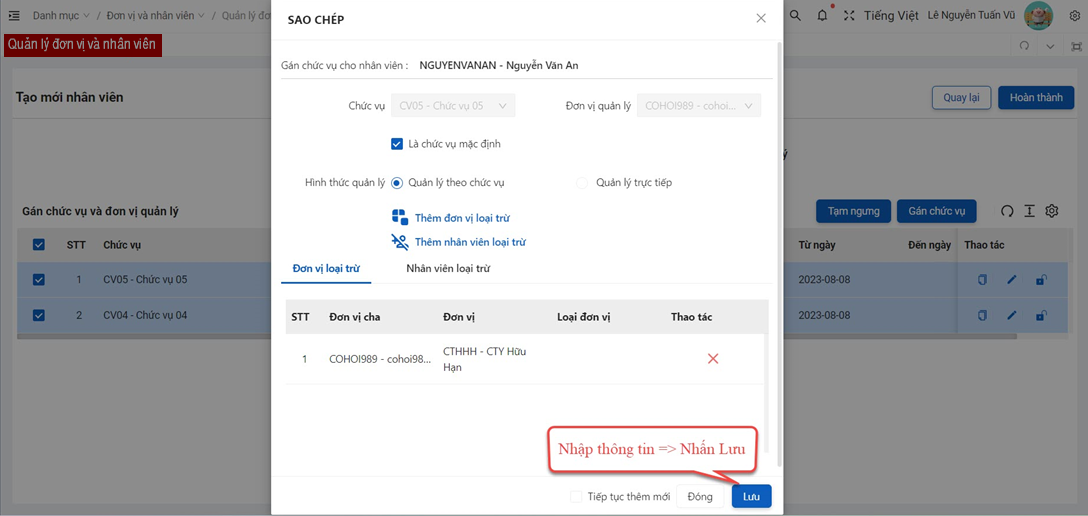 Danh mục / Đơn vị và nhân viên / Quản lý đơ
Tiếng Việt Lê Nguyễn Tuấn Vũ
Quản lý đơn vị và nhân viên
Tạo mới nhân viên
Quay lại Hoàn thành
Gán chức vụ và đơn vị quản lý
Tạm ngưng Gán chức vụ
STT Chức vụ Từ ngày Đến ngày Thao tác
1 CV05 - Chức vụ 05 2023-08-08
2 CV04 - Chức vụ 04 2023-08-08
SAO CHÉP
Gán chức vụ cho nhân viên : NGUYENVANAN - Nguyễn Văn An
Chức vụ CV05 - Chức vụ 05 Đơn vị quản lý COHOI989 - cohoi...
Là chức vụ mặc định
Hình thức quản lý Quản lý theo chức vụ Quản lý trực tiếp
Thêm đơn vị loại trừ
Thêm nhân viên loại trừ
Đơn vị loại trừ Nhân viên loại trừ
STT Đơn vị cha Đơn vị Loại đơn vị Thao tác
1 COHOI989 - cohoi98... CTHHH - CTY Hữu
Hạn
Nhập thông tin => Nhấn Lưu
Tiếp tục thêm mới Đóng Lưu